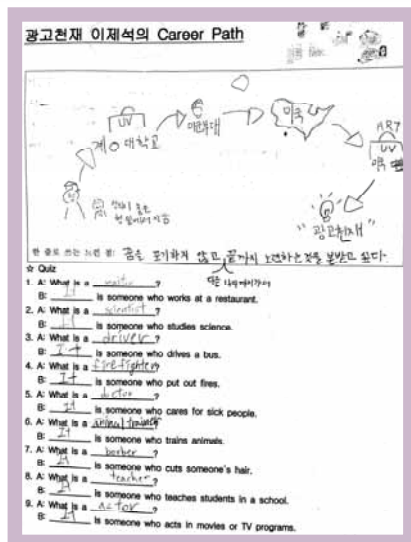 광고천재 이제석의 Career Path
UV
계○대학교
미군부대
미국
ART
UV
미국
"광고천재"
한 줄로 쓰는 느낀 점: 꿈을 포기하지 않고 끝까지 노력하는것을 본받고 싶다.
☆ Quiz
1. A: What is a waiter?
B: It is someone who works at a restaurant.
2. A: What is a scientist?
B: It is someone who studies science.
3. A: What is a driver?
B: It is someone who drives a bus.
4. A: What is a firefighter?
B: It is someone who put out fires.
5. A: What is a doctor?
B: It is someone who cares for sick people.
6. A: What is a animal trainer?
B: It is someone who trains animals.
7. A: What is a barber?
B: It is someone who cuts someone's hair.
8. A: What is a teacher?
B: It is someone who teaches students in a school.
9. A: What is a actor?
B: It is someone who acts in movies or TV programs.